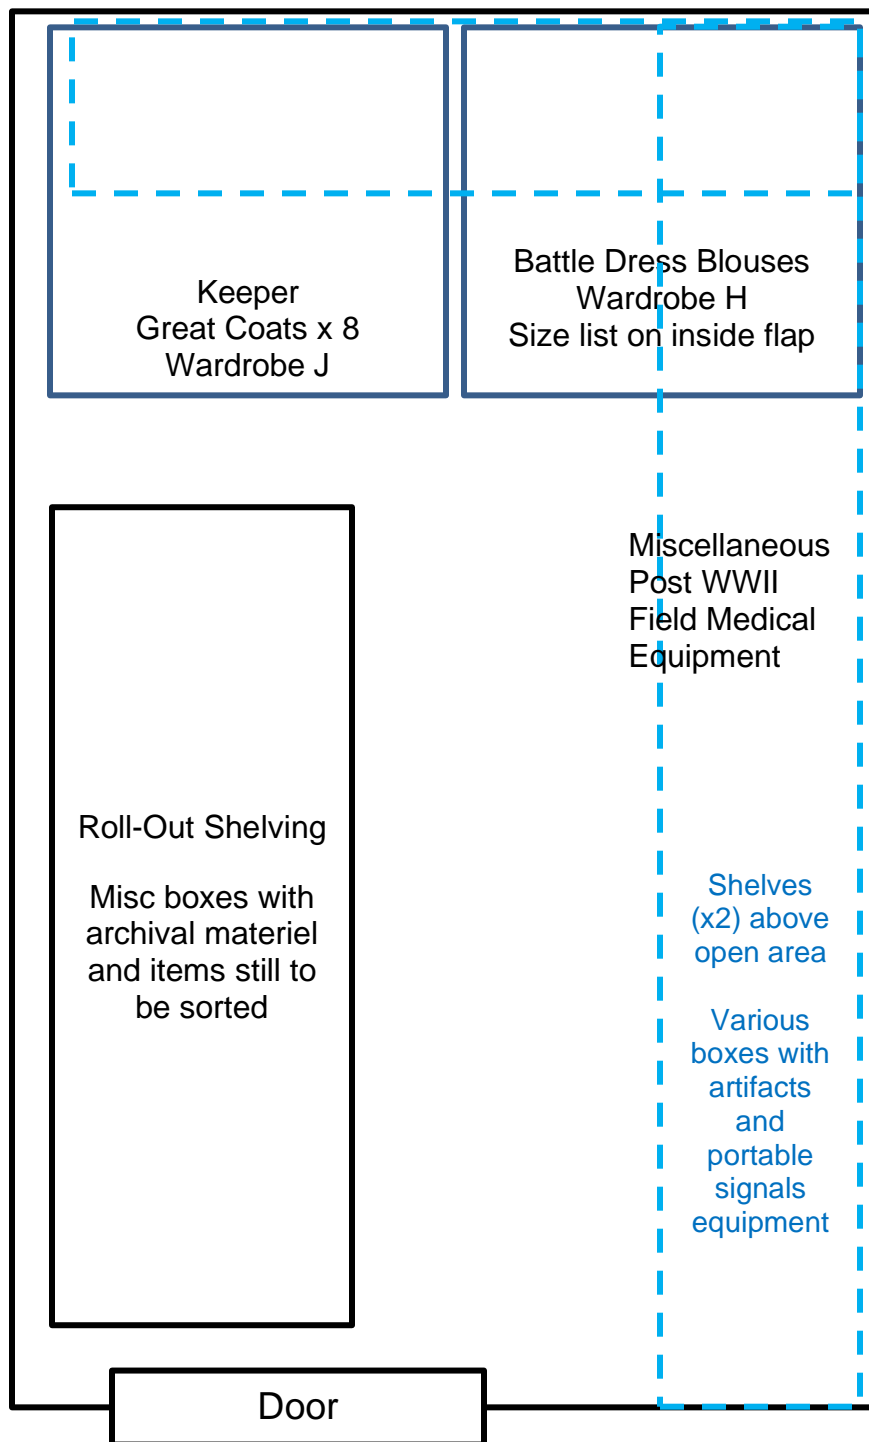 Keeper
Great Coats x 8
Wardrobe J
Battle Dress Blouses
Wardrobe H
Size list on inside flap
Miscellaneous
Post WWII
Field Medical
Equipment
Roll-Out Shelving
Misc boxes with
archival materiel
and items still to
be sorted
Shelves
(x2) above
open area
Various
boxes with
artifacts
and
portable
signals
equipment
Door